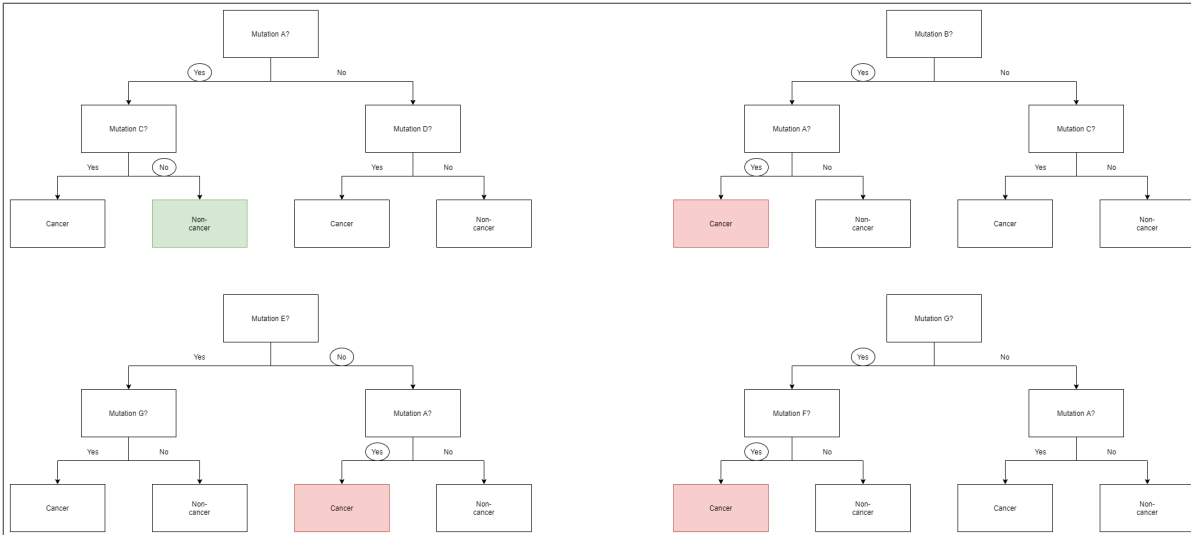 Mutation A?
Mutation B?
Yes
No
Yes
No
Mutation C?
Mutation D?
Mutation A?
Mutation C?
Yes
No
Yes
No
Yes
No
Yes
No
Cancer
Non-
cancer
Cancer
Non-
cancer
Cancer
Non-
cancer
Cancer
Non-
cancer
Mutation E?
Mutation G?
Yes
No
Yes
No
Mutation G?
Mutation A?
Mutation F?
Mutation A?
Yes
No
Yes
No
Yes
No
Yes
No
Cancer
Non-
cancer
Cancer
Non-
cancer
Cancer
Non-
cancer
Cancer
Non-
cancer